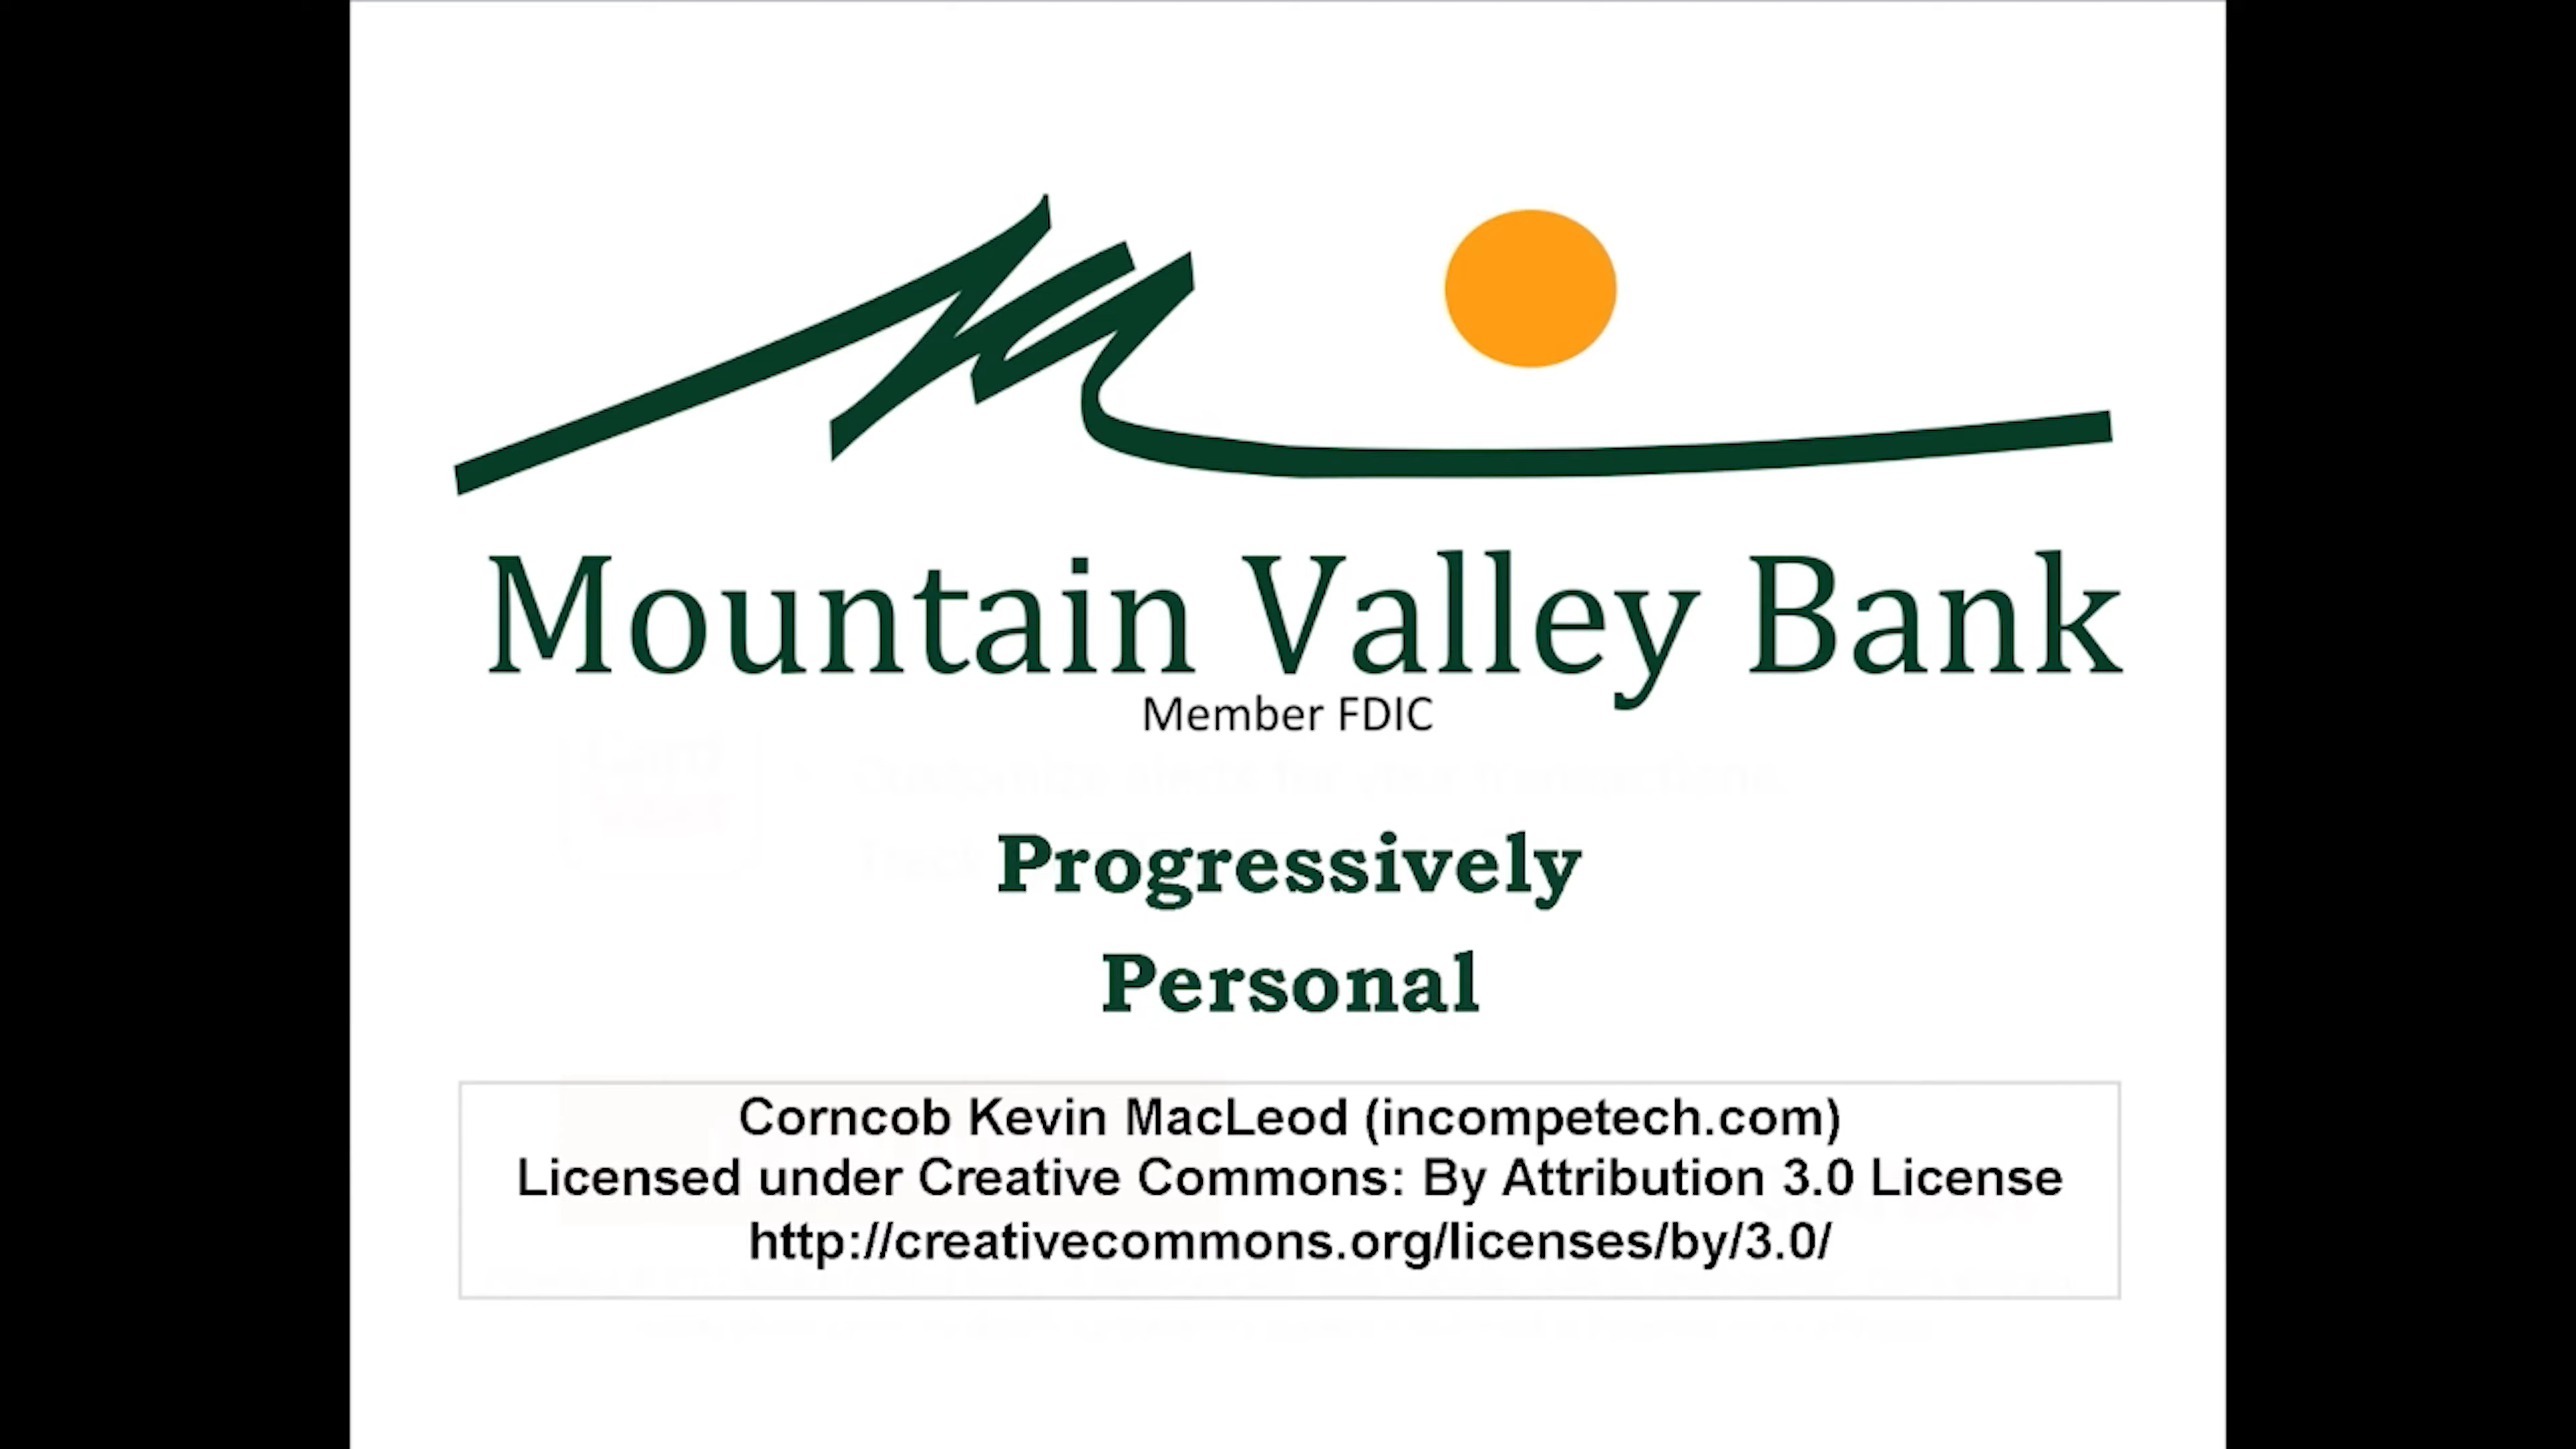 Mountain Valley Bank
Member FDIC
Progressively
Personal
Corncob Kevin MacLeod (incompetech.com)
Licensed under Creative Commons: By Attribution 3.0 License
http://creativecommons.org/licenses/by/3.0/